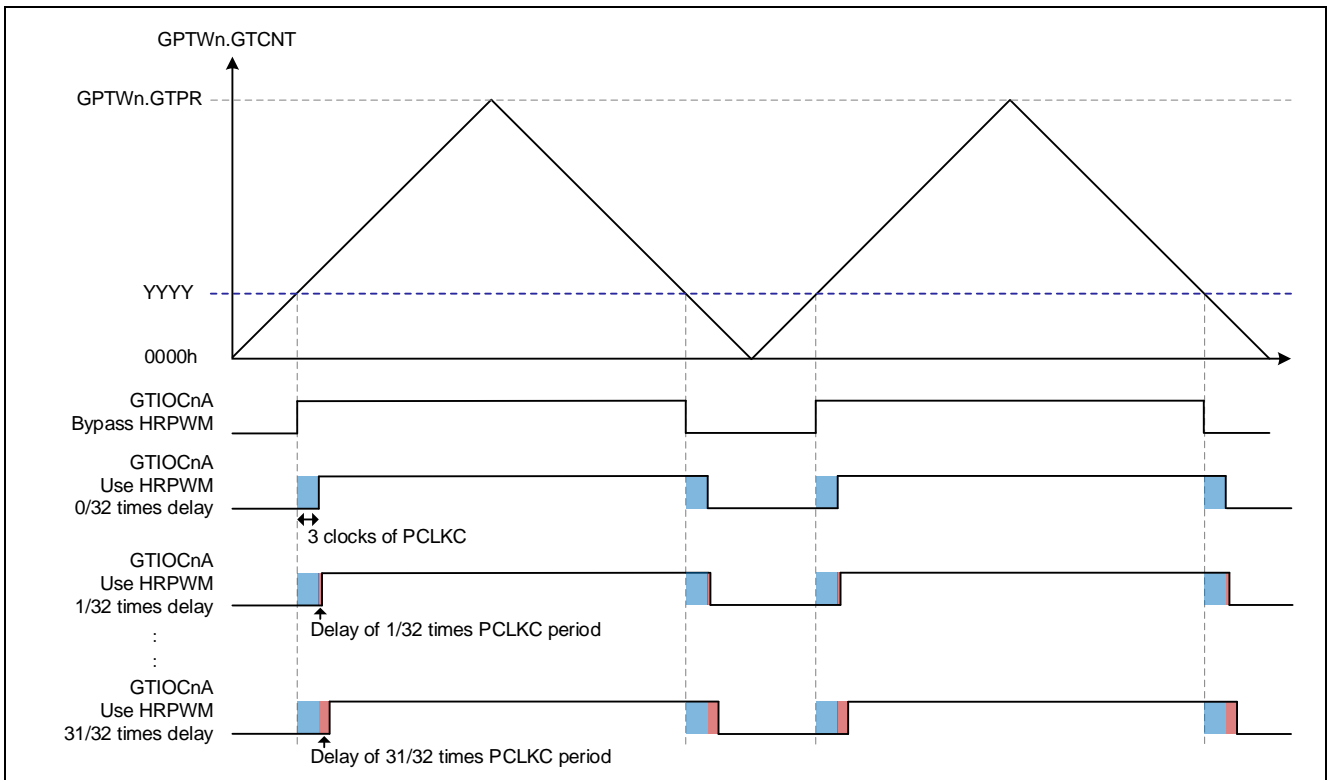 GPTWn.GTCNT
GPTWn.GTPR
YYYY
0000h
GTIOCnA
Bypass HRPWM
GTIOCnA
Use HRPWM
0/32 times delay
3 clocks of PCLKC
GTIOCnA
Use HRPWM
1/32 times delay
Delay of 1/32 times PCLKC period
:
:
GTIOCnA
Use HRPWM
31/32 times delay
Delay of 31/32 times PCLKC period